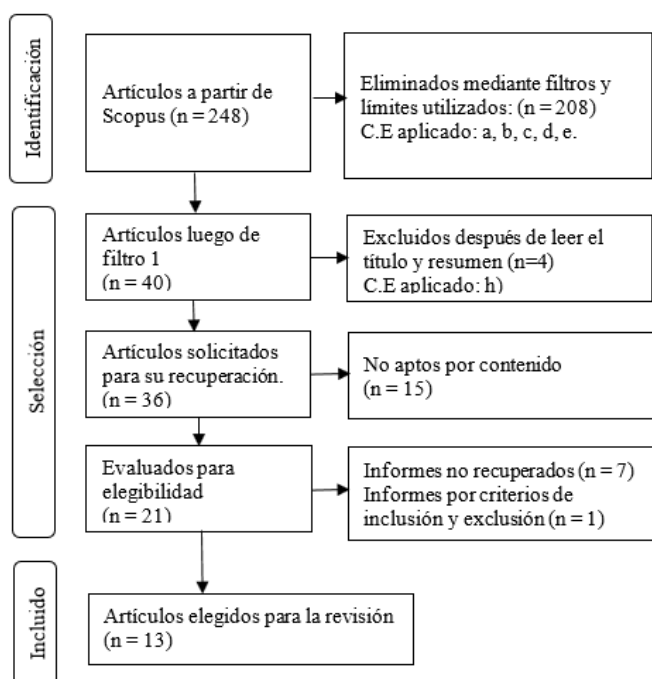 Identificación
Artículos a partir de
Scopus (n = 248)
Eliminados mediante filtros y
límites utilizados: (n = 208)
C.E aplicado: a, b, c, d, e.
Selección
Artículos luego de
filtro 1
(n = 40)
Excluidos después de leer el
título y resumen (n=4)
C.E aplicado: h)
Artículos solicitados
para su recuperación.
(n = 36)
No aptos por contenido
(n = 15)
Evaluados para
elegibilidad
(n = 21)
Informes no recuperados (n = 7)
Informes por criterios de
inclusión y exclusión (n = 1)
Incluido
Artículos elegidos para la revisión
(n = 13)